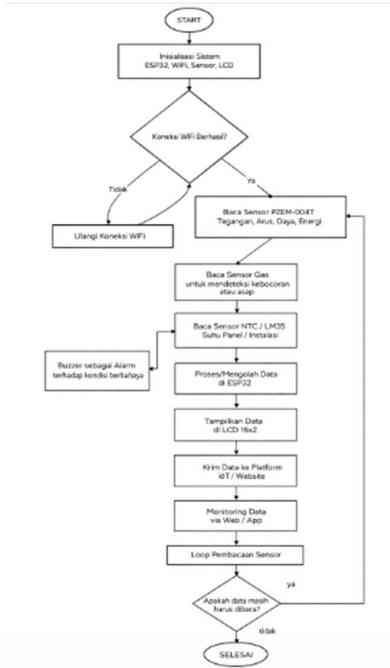 START
Inisialisasi Sistem
ESP32, WiFi, Sensor, LCD
Koneksi WiFi Berhasil?
Tidak
Ya
Ulangi Koneksi WiFi
Baca Sensor PZEM-004T
Tegangan, Arus, Daya, Energi
Baca Sensor Gas
untuk mendeteksi kebocoran
atau asap
Baca Sensor NTC / LM35
Suhu Panel / Instalasi
Buzzer sebagai Alarm
terhadap kondisi berbahaya
Proses/Mengolah Data
di ESP32
Tampilkan Data
di LCD 16x2
Kirim Data ke Platform
IoT / Website
Monitoring Data
via Web / App
Loop Pembacaan Sensor
Apakah data masih
harus dibaca?
ya
tidak
SELESAI